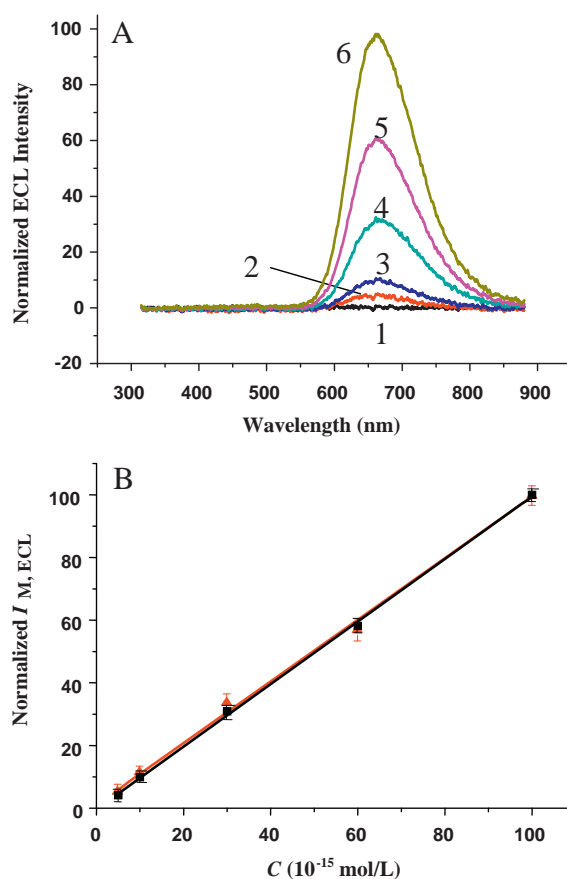 A
100
80
60
40
20
0
-20
Normalized ECL Intensity
6
5
4
3
2
1
300 400 500 600 700 800 900
Wavelength (nm)
B
100
80
60
40
20
0
Normalized I M, ECL
0 20 40 60 80 100
C (10⁻¹⁵ mol/L)